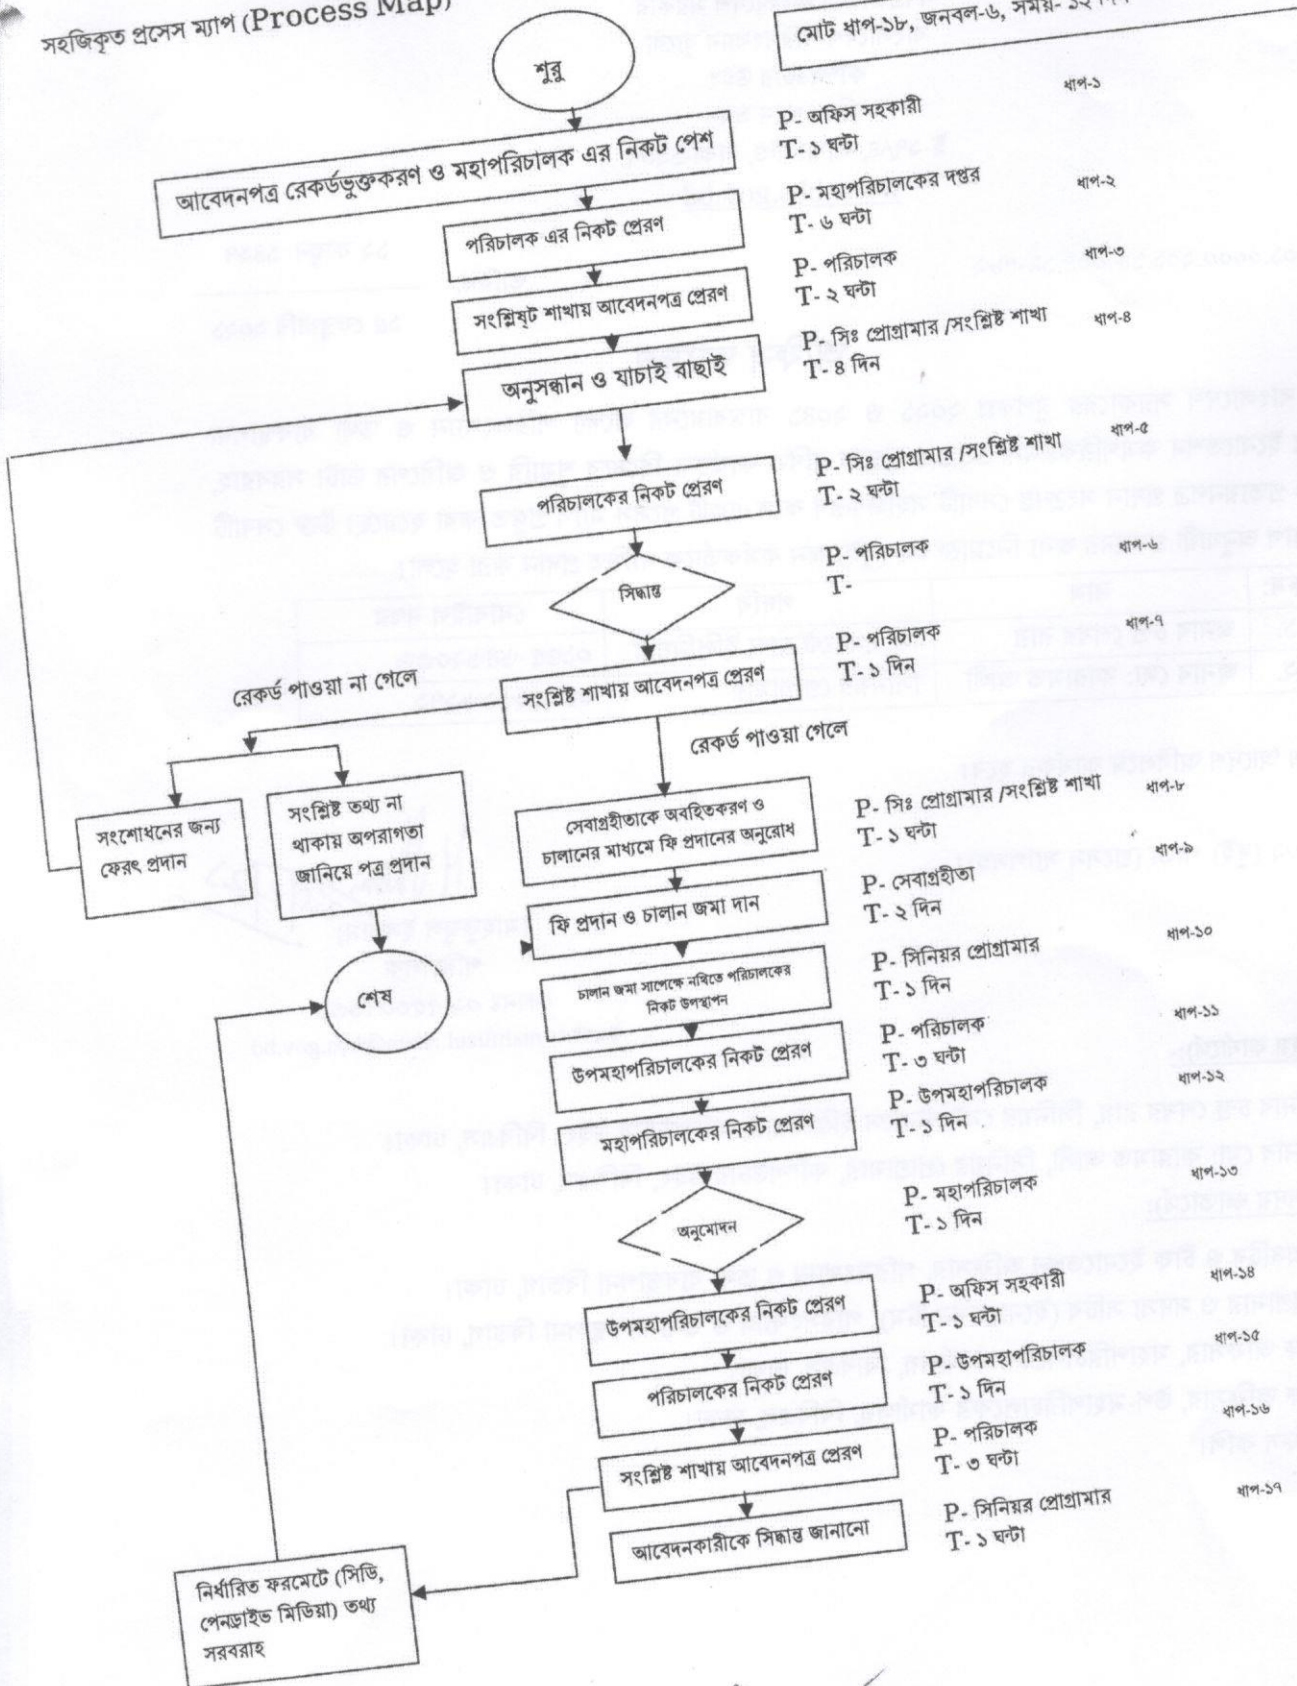 সহজিকৃত প্রসেস ম্যাপ (Process Map)
মোট ধাপ-১৮, জনবল-৬, সময়- ১২
শুরু
ধাপ-১
আবেদনপত্র রেকর্ডভুক্তকরণ ও মহাপরিচালক এর নিকট পেশ
P- অফিস সহকারী
T- ১ ঘন্টা
ধাপ-২
পরিচালক এর নিকট প্রেরণ
P- মহাপরিচালকের দপ্তর
T- ৬ ঘন্টা
ধাপ-৩
সংশ্লিষ্ট শাখায় আবেদনপত্র প্রেরণ
P- পরিচালক
T- ২ ঘন্টা
ধাপ-৪
অনুসন্ধান ও যাচাই বাছাই
P- সিঃ প্রোগ্রামার /সংশ্লিষ্ট শাখা
T- ৪ দিন
ধাপ-৫
পরিচালকের নিকট প্রেরণ
P- সিঃ প্রোগ্রামার /সংশ্লিষ্ট শাখা
T- ২ ঘন্টা
ধাপ-৬
সিদ্ধান্ত
P- পরিচালক
T-
ধাপ-৭
সংশ্লিষ্ট শাখায় আবেদনপত্র প্রেরণ
P- পরিচালক
T- ১ দিন
রেকর্ড পাওয়া না গেলে
রেকর্ড পাওয়া গেলে
সংশোধনের জন্য
ফেরৎ প্রদান
সংশ্লিষ্ট তথ্য না
থাকায় অপরাগতা
জানিয়ে পত্র প্রদান
শেষ
ধাপ-৮
সেবাগ্রহীতাকে অবহিতকরণ ও
চালানের মাধ্যমে ফি প্রদানের অনুরোধ
P- সিঃ প্রোগ্রামার /সংশ্লিষ্ট শাখা
T- ১ ঘন্টা
ধাপ-৯
ফি প্রদান ও চালান জমা দান
P- সেবাগ্রহীতা
T- ২ দিন
ধাপ-১০
চালান জমা সাপেক্ষে নথিতে পরিচালকের
নিকট উপস্থাপন
P- সিনিয়র প্রোগ্রামার
T- ১ দিন
ধাপ-১১
উপমহাপরিচালকের নিকট প্রেরণ
P- পরিচালক
T- ৩ ঘন্টা
ধাপ-১২
মহাপরিচালকের নিকট প্রেরণ
P- উপমহাপরিচালক
T- ১ দিন
ধাপ-১৩
অনুমোদন
P- মহাপরিচালক
T- ১ দিন
ধাপ-১৪
উপমহাপরিচালকের নিকট প্রেরণ
P- অফিস সহকারী
T- ১ ঘন্টা
ধাপ-১৫
পরিচালকের নিকট প্রেরণ
P- উপমহাপরিচালক
T- ১ দিন
ধাপ-১৬
সংশ্লিষ্ট শাখায় আবেদনপত্র প্রেরণ
P- পরিচালক
T- ৩ ঘন্টা
ধাপ-১৭
আবেদনকারীকে সিদ্ধান্ত জানানো
P- সিনিয়র প্রোগ্রামার
T- ১ ঘন্টা
নির্ধারিত ফরমেটে (সিডি,
পেনড্রাইভ মিডিয়া) তথ্য
সরবরাহ